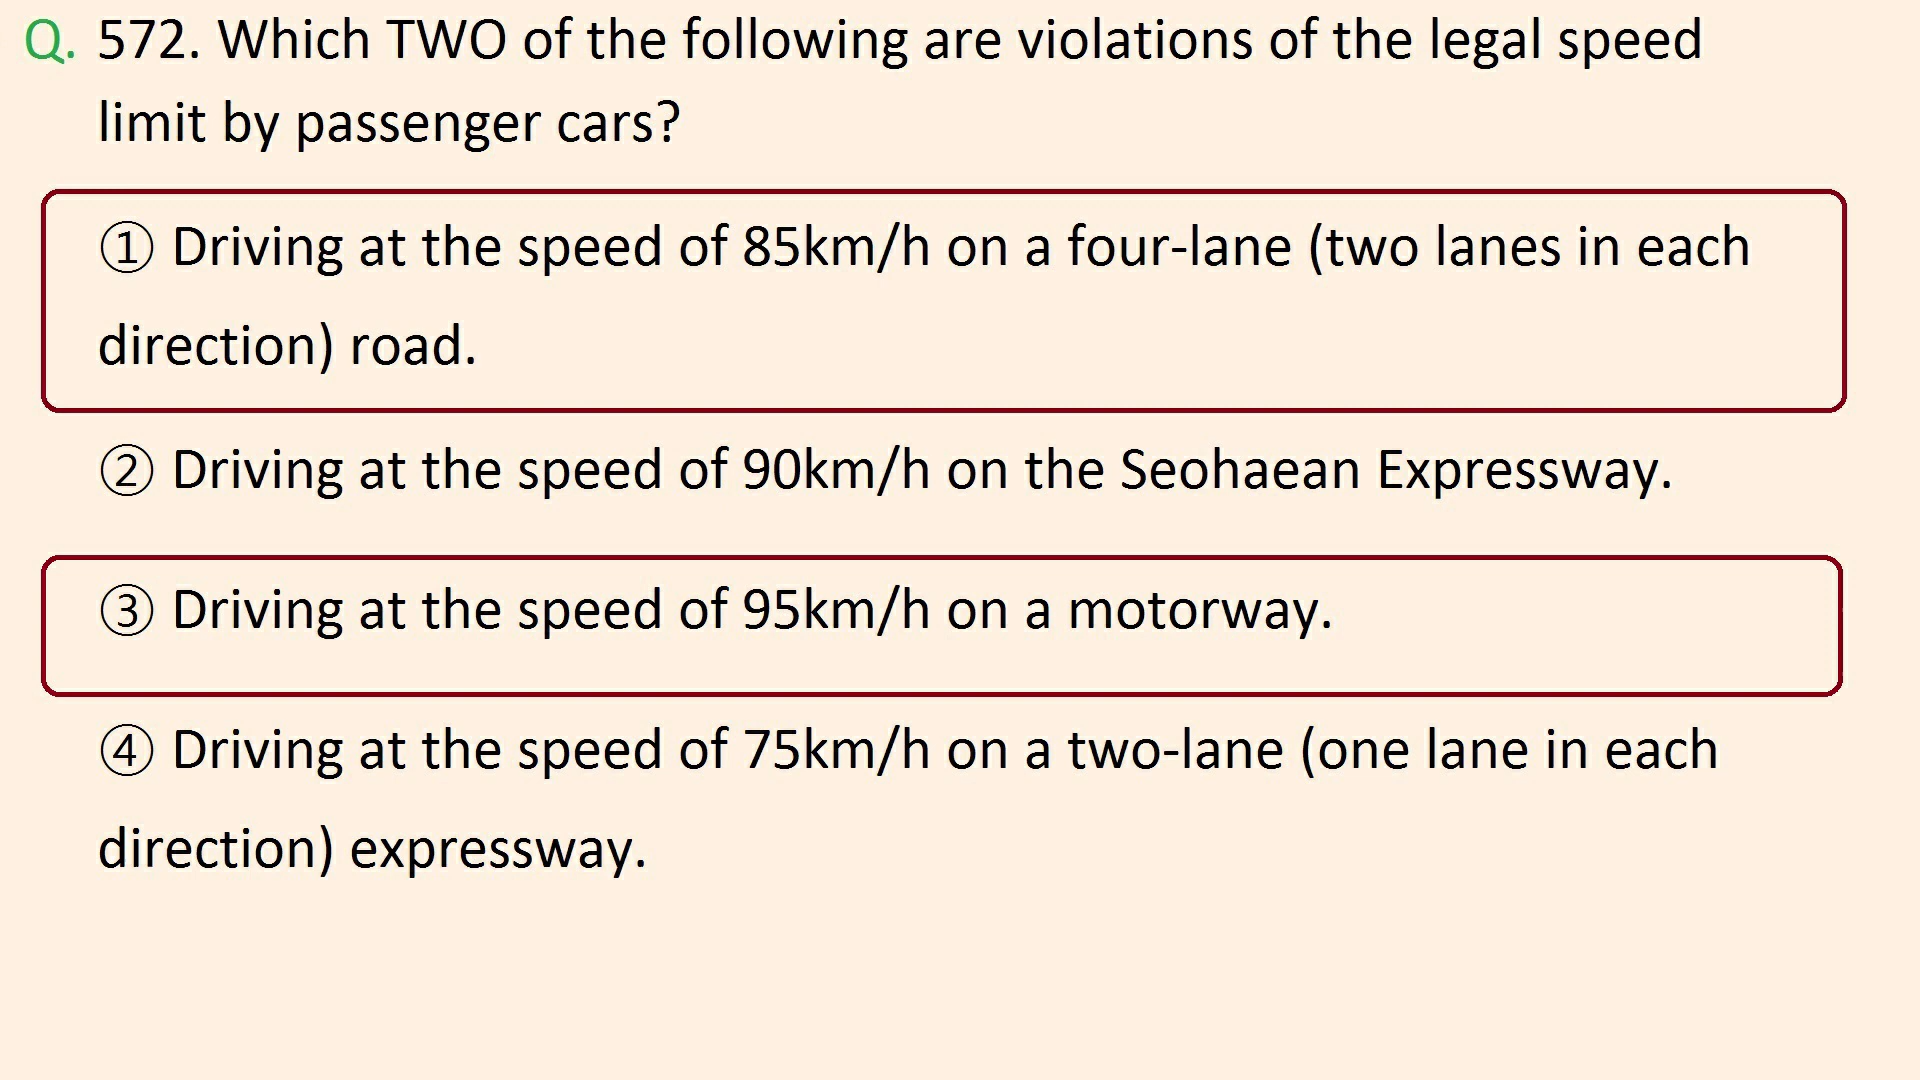 Q. 572. Which TWO of the following are violations of the legal speed
limit by passenger cars?
① Driving at the speed of 85km/h on a four-lane (two lanes in each
direction) road.
② Driving at the speed of 90km/h on the Seohaean Expressway.
③ Driving at the speed of 95km/h on a motorway.
④ Driving at the speed of 75km/h on a two-lane (one lane in each
direction) expressway.